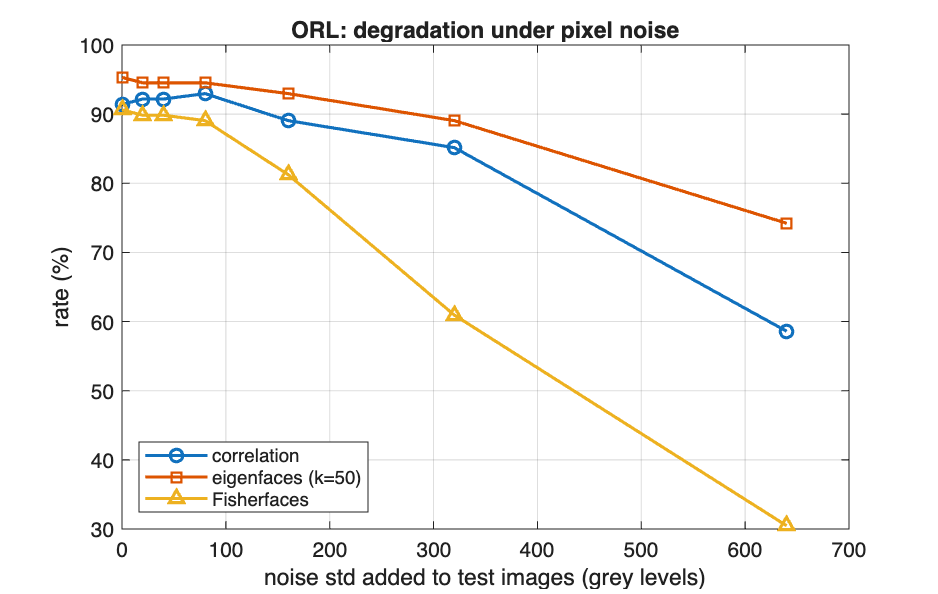 ORL: degradation under pixel noise
100
90
80
70
60
50
40
30
rate (%)
correlation
eigenfaces (k=50)
Fisherfaces
0 100 200 300 400 500 600 700
noise std added to test images (grey levels)